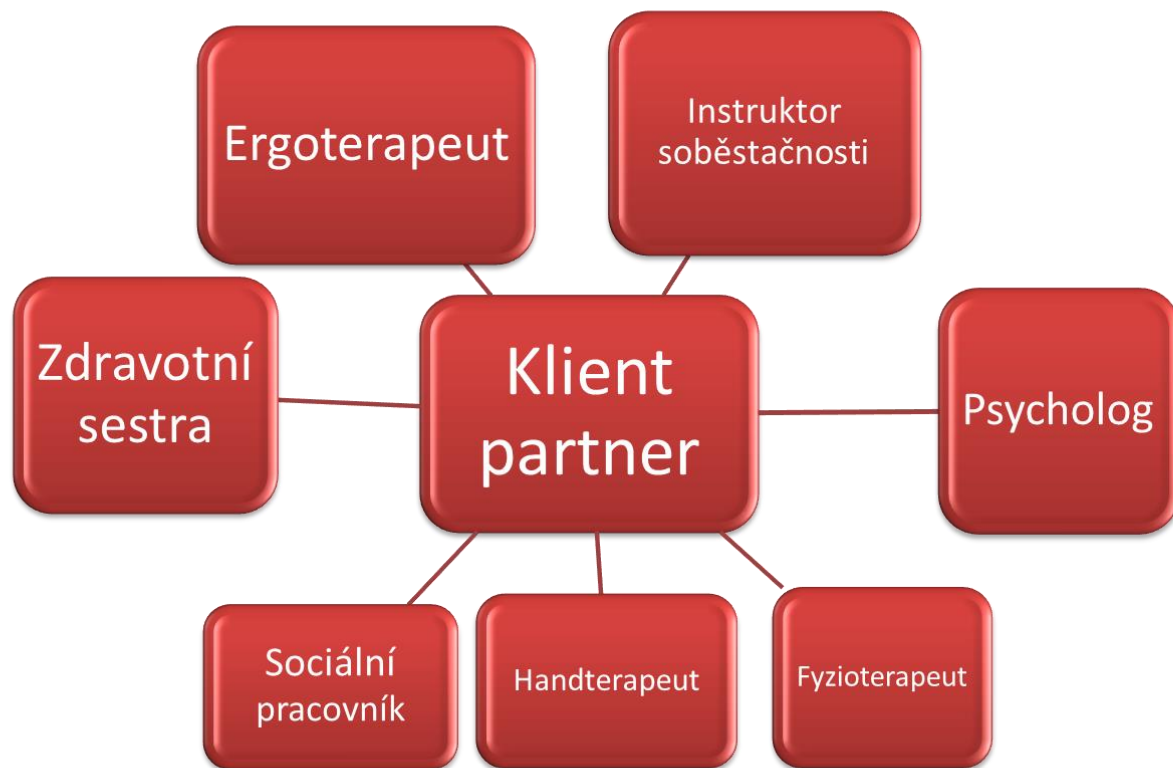 Ergoterapeut
Instruktor
soběstačnosti
Zdravotní
sestra
Klient
partner
Psycholog
Sociální
pracovník
Handterapeut
Fyzioterapeut